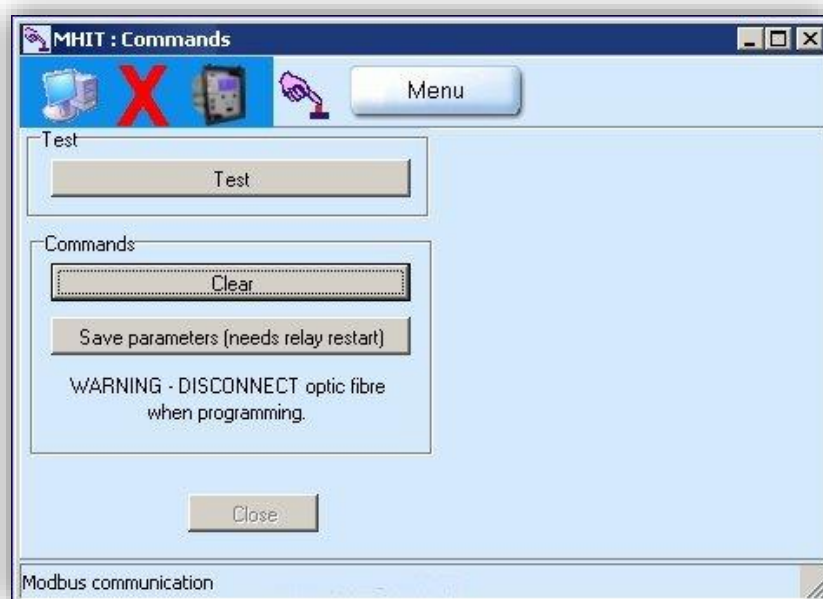 MHIT : Commands
Menu
Test
Test
Commands
Clear
Save parameters (needs relay restart)
WARNING - DISCONNECT optic fibre
when programming.
Close
Modbus communication